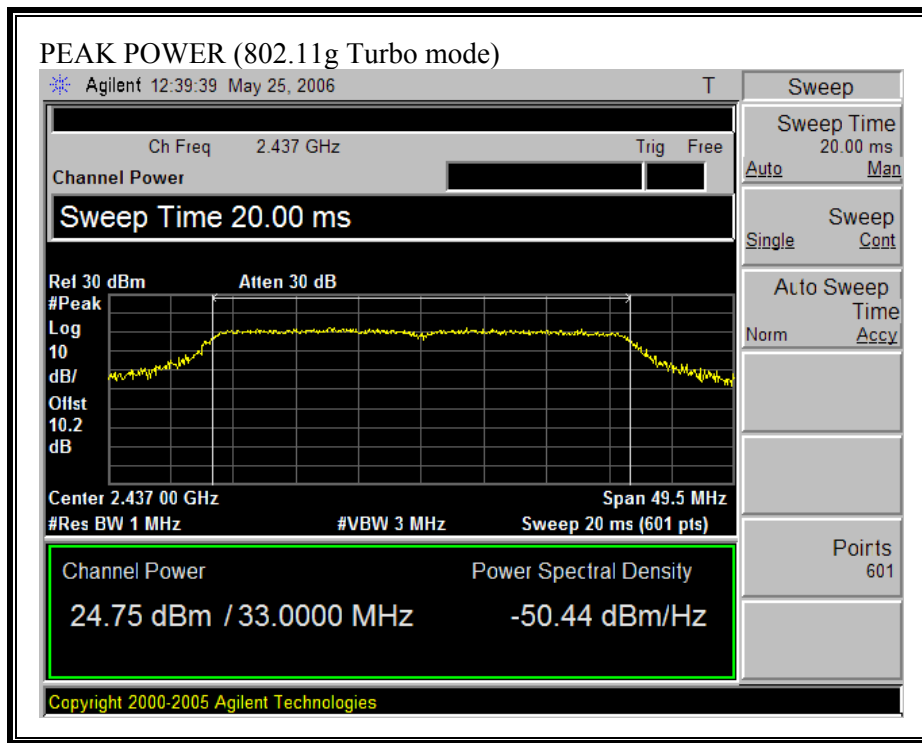 PEAK POWER (802.11g Turbo mode)
Agilent 12:39:39 May 25, 2006 T
Sweep
Ch Freq 2.437 GHz Trig Free
Channel Power
Sweep Time
20.00 ms
Auto Man
Sweep Time 20.00 ms
Sweep
Single Cont
Ref 30 dBm Atten 30 dB
Auto Sweep
Time
Norm Accy
#Peak
Log
10
dB/
Offst
10.2
dB
Center 2.437 00 GHz Span 49.5 MHz
#Res BW 1 MHz #VBW 3 MHz Sweep 20 ms (601 pts)
Points
601
Channel Power Power Spectral Density
24.75 dBm / 33.0000 MHz -50.44 dBm/Hz
Copyright 2000-2005 Agilent Technologies